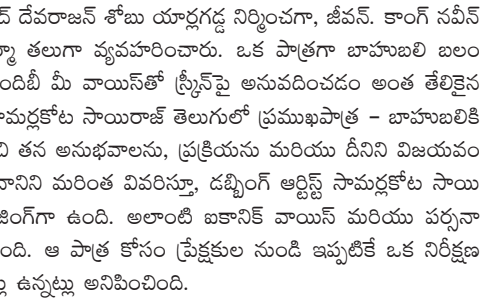 ద్ దేవరాజన్ శోబు యార్లగడ్డ నిర్మించగా, జీవన్. కాంగ్ నవీన్
్మా తలుగా వ్యవహరించారు. ఒక పాత్రగా బాహుబలి బలం
ందిబీ మీ వాయిస్‌తో స్క్రీన్‌పై అనువదించడం అంత తేలికైన
ామర్లకోట సాయిరాజ్ తెలుగులో ప్రముఖపాత్ర – బాహుబలికి
చి తన అనుభవాలను, ప్రక్రియను మరియు దీనిని విజయవం
ానిని మరింత వివరిస్తూ, డబ్బింగ్ ఆర్టిస్ట్ సామర్లకోట సాయి
జింగ్‌గా ఉంది. అలాంటి ఐకానిక్ వాయిస్ మరియు పర్సనా
ంది. ఆ పాత్ర కోసం ప్రేక్షకుల నుండి ఇప్పటికే ఒక నిరీక్షణ
్లు ఉన్నట్లు అనిపించింది.